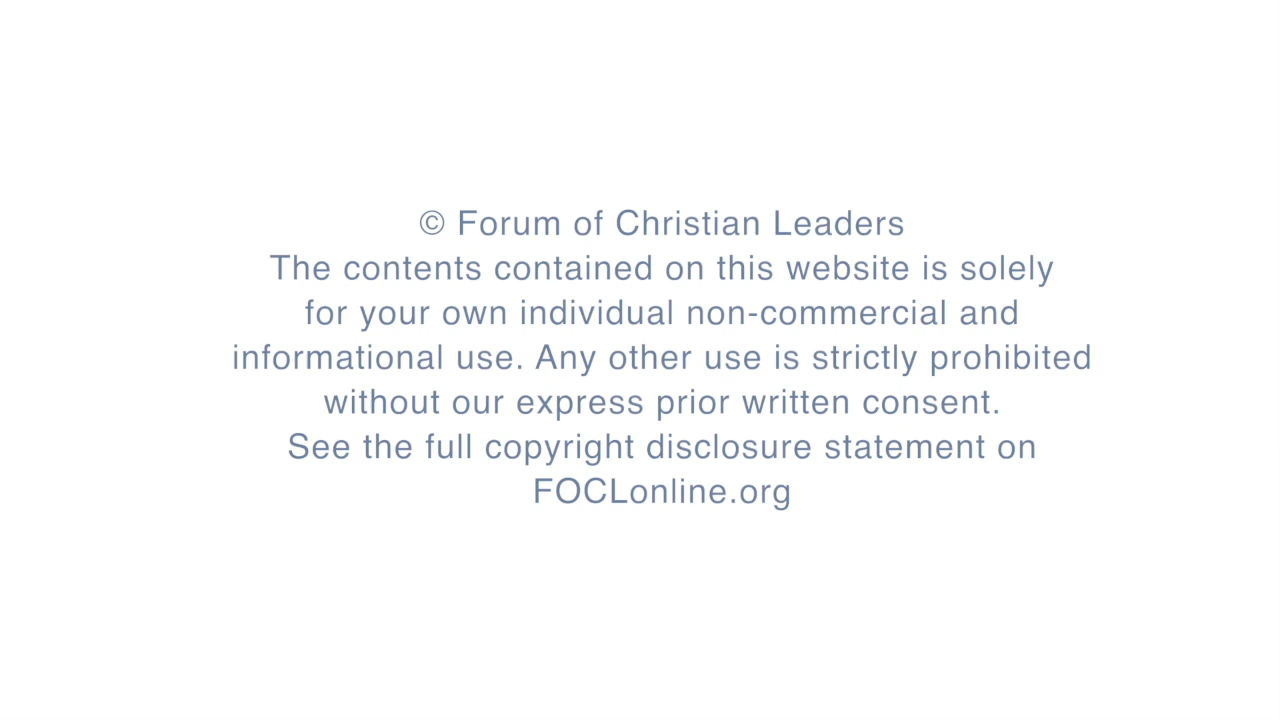 © Forum of Christian Leaders
The contents contained on this website is solely
for your own individual non-commercial and
informational use. Any other use is strictly prohibited
without our express prior written consent.
See the full copyright disclosure statement on
FOCLonline.org